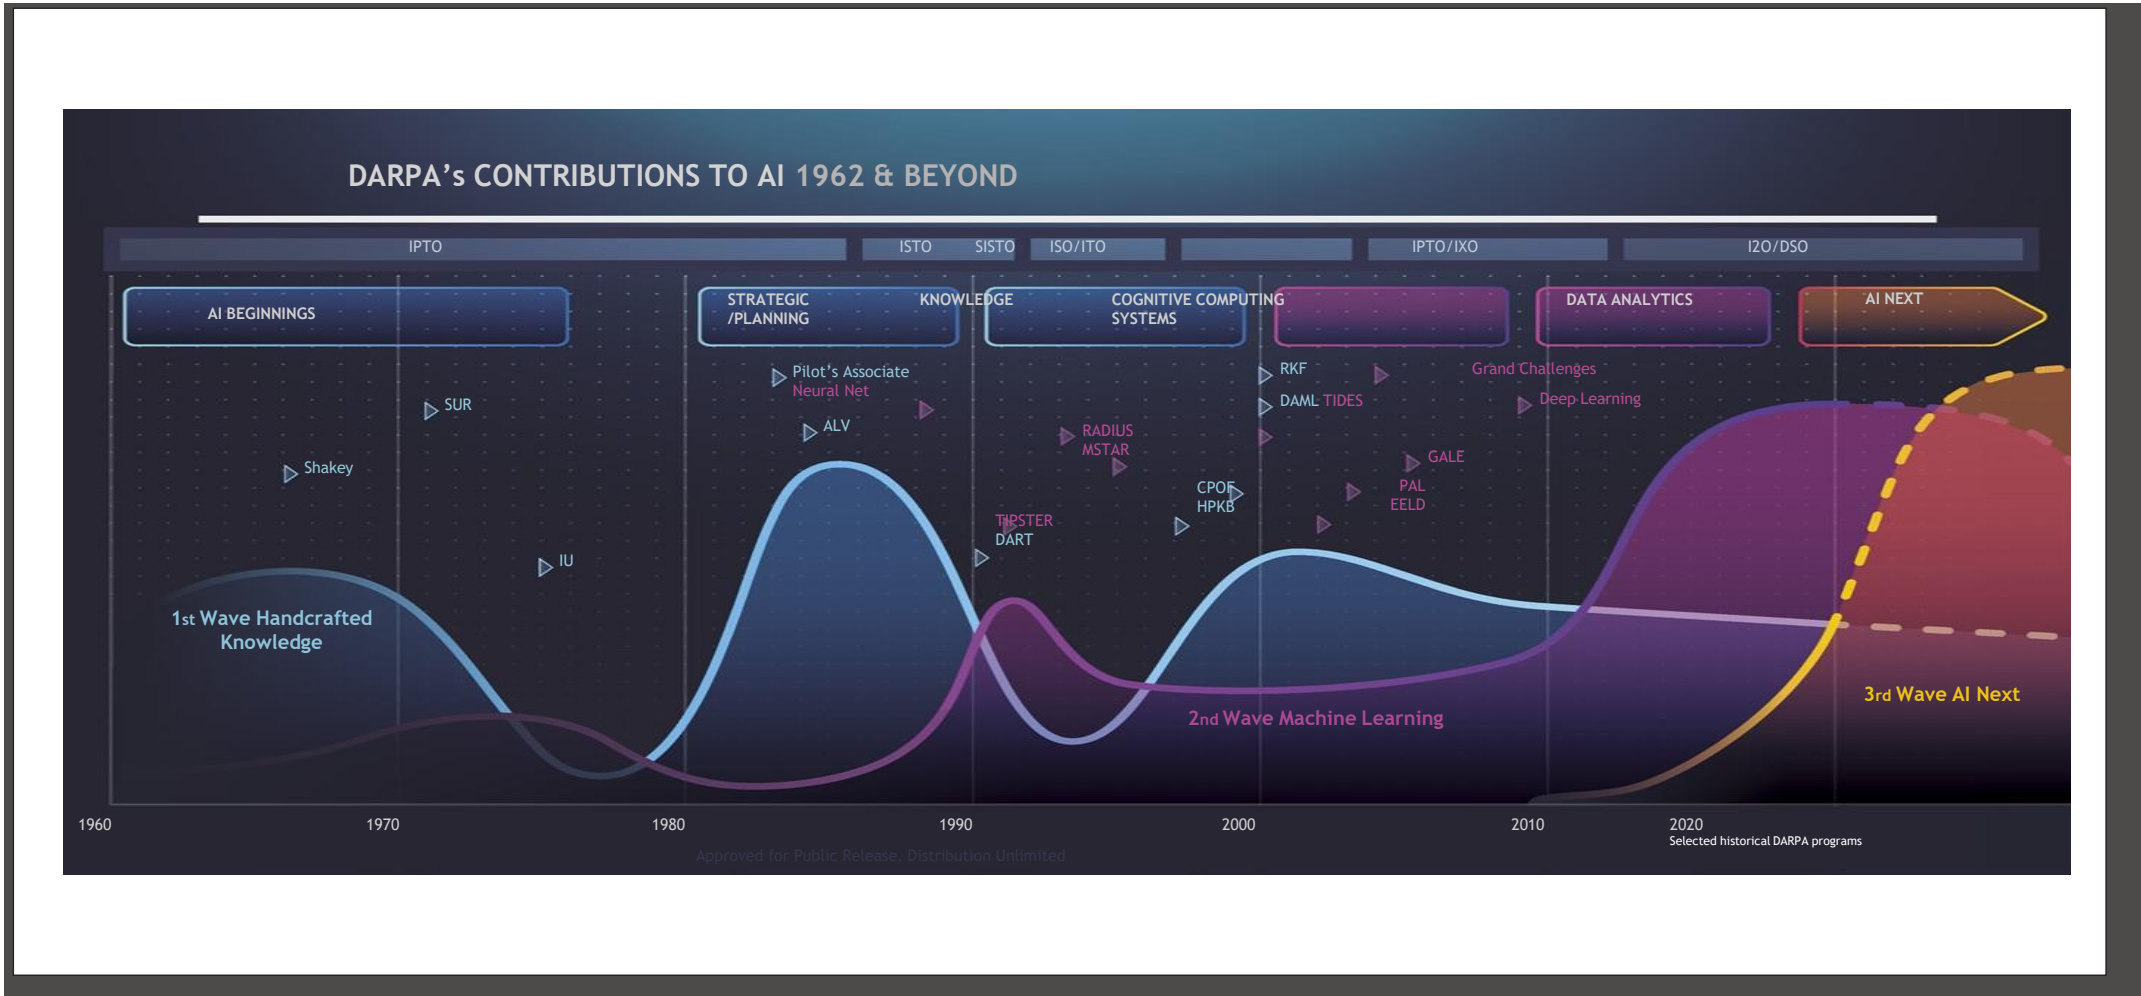 DARPA's CONTRIBUTIONS TO AI 1962 & BEYOND
IPTO
ISTO
SISTO
ISO/ITO
IPTO/IXO
I2O/DSO
AI BEGINNINGS
STRATEGIC
/PLANNING
KNOWLEDGE
COGNITIVE COMPUTING
SYSTEMS
DATA ANALYTICS
AI NEXT
Pilot's Associate
Neural Net
RKF
Grand Challenges
SUR
DAML TIDES
Deep Learning
ALV
RADIUS
MSTAR
GALE
Shakey
CPOF
HPKB
PAL
EELD
TIPSTER
DART
IU
1st Wave Handcrafted
Knowledge
2nd Wave Machine Learning
3rd Wave AI Next
1960
1970
1980
1990
2000
2010
2020
Selected historical DARPA programs
Approved for Public Release, Distribution Unlimited